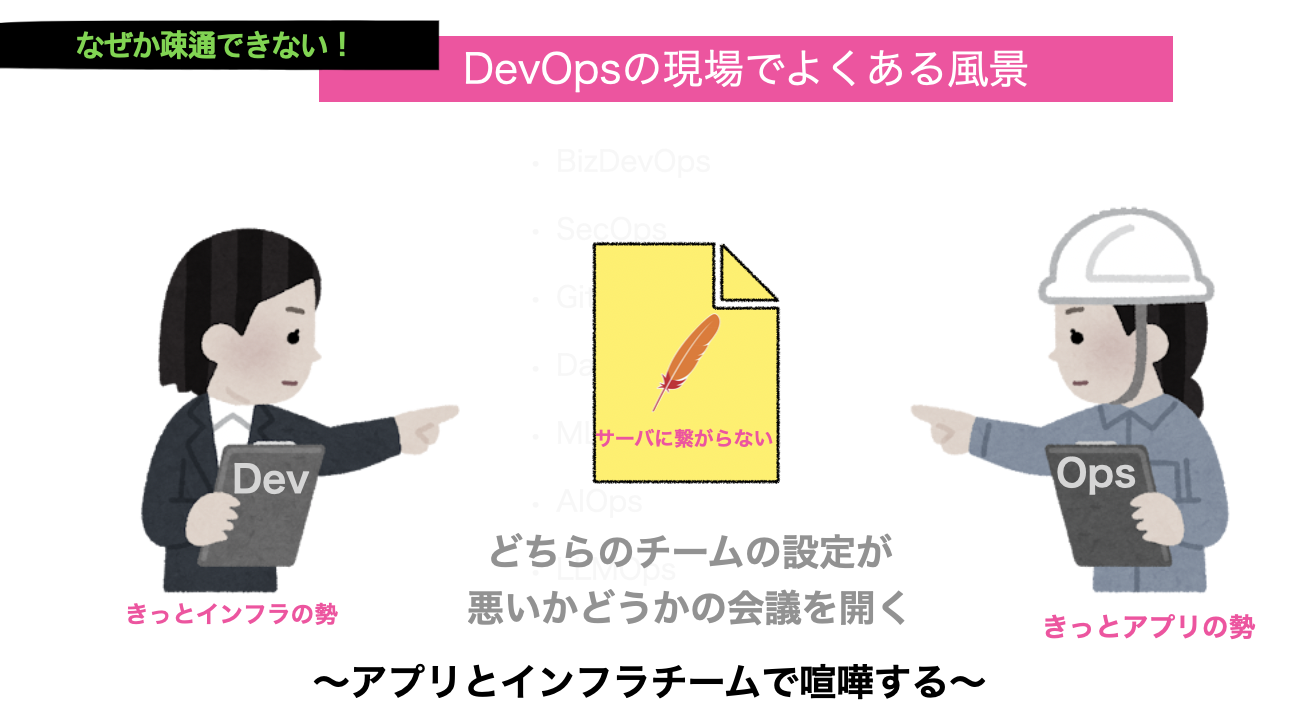 なぜか疎通できない！
DevOpsの現場でよくある風景
• BizDevOps
• SecOps
サーバに繋がらない
• AIOps
• LLMOps
Dev
Ops
どちらのチームの設定が
悪いかどうかの会議を開く
きっとインフラの勢
きっとアプリの勢
〜アプリとインフラチームで喧嘩する〜